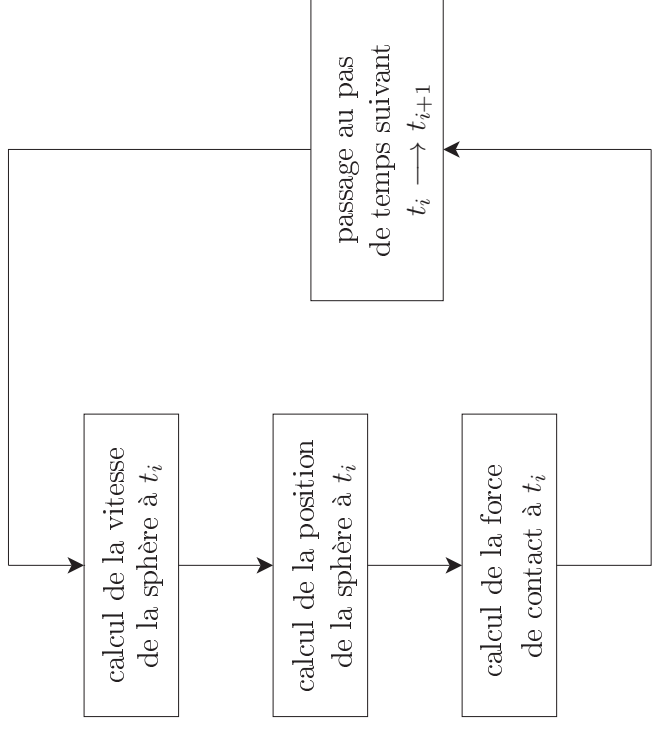 calcul de la vitesse
de la sphère à t_i
calcul de la position
de la sphère à t_i
calcul de la force
de contact à t_i
passage au pas
de temps suivant
t_i ⟶ t_{i+1}